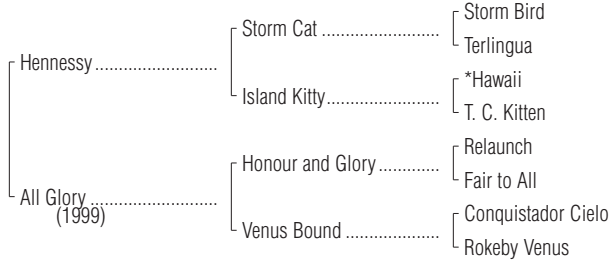 Storm Bird
Storm Cat ........................
Terlingua
Hennessy .........................
*Hawaii
Island Kitty.......................
T. C. Kitten
Relaunch
Honour and Glory ............
Fair to All
All Glory ..........................
(1999)
Conquistador Cielo
Venus Bound ...................
Rokeby Venus